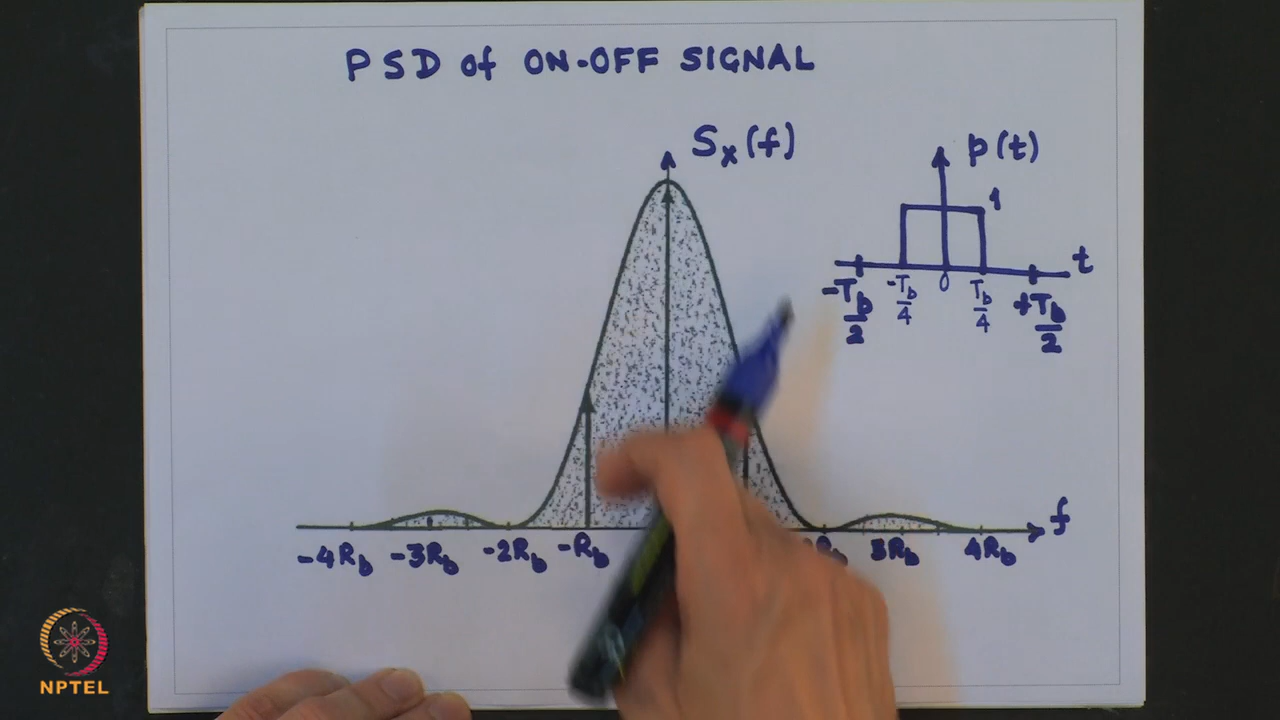 PSD of ON-OFF SIGNAL
Sx(f)
p(t)
1
t
-Tb/2
-Tb/4
0
Tb/4
+Tb/2
f
-4Rb -3Rb -2Rb -Rb 3Rb 4Rb
NPTEL